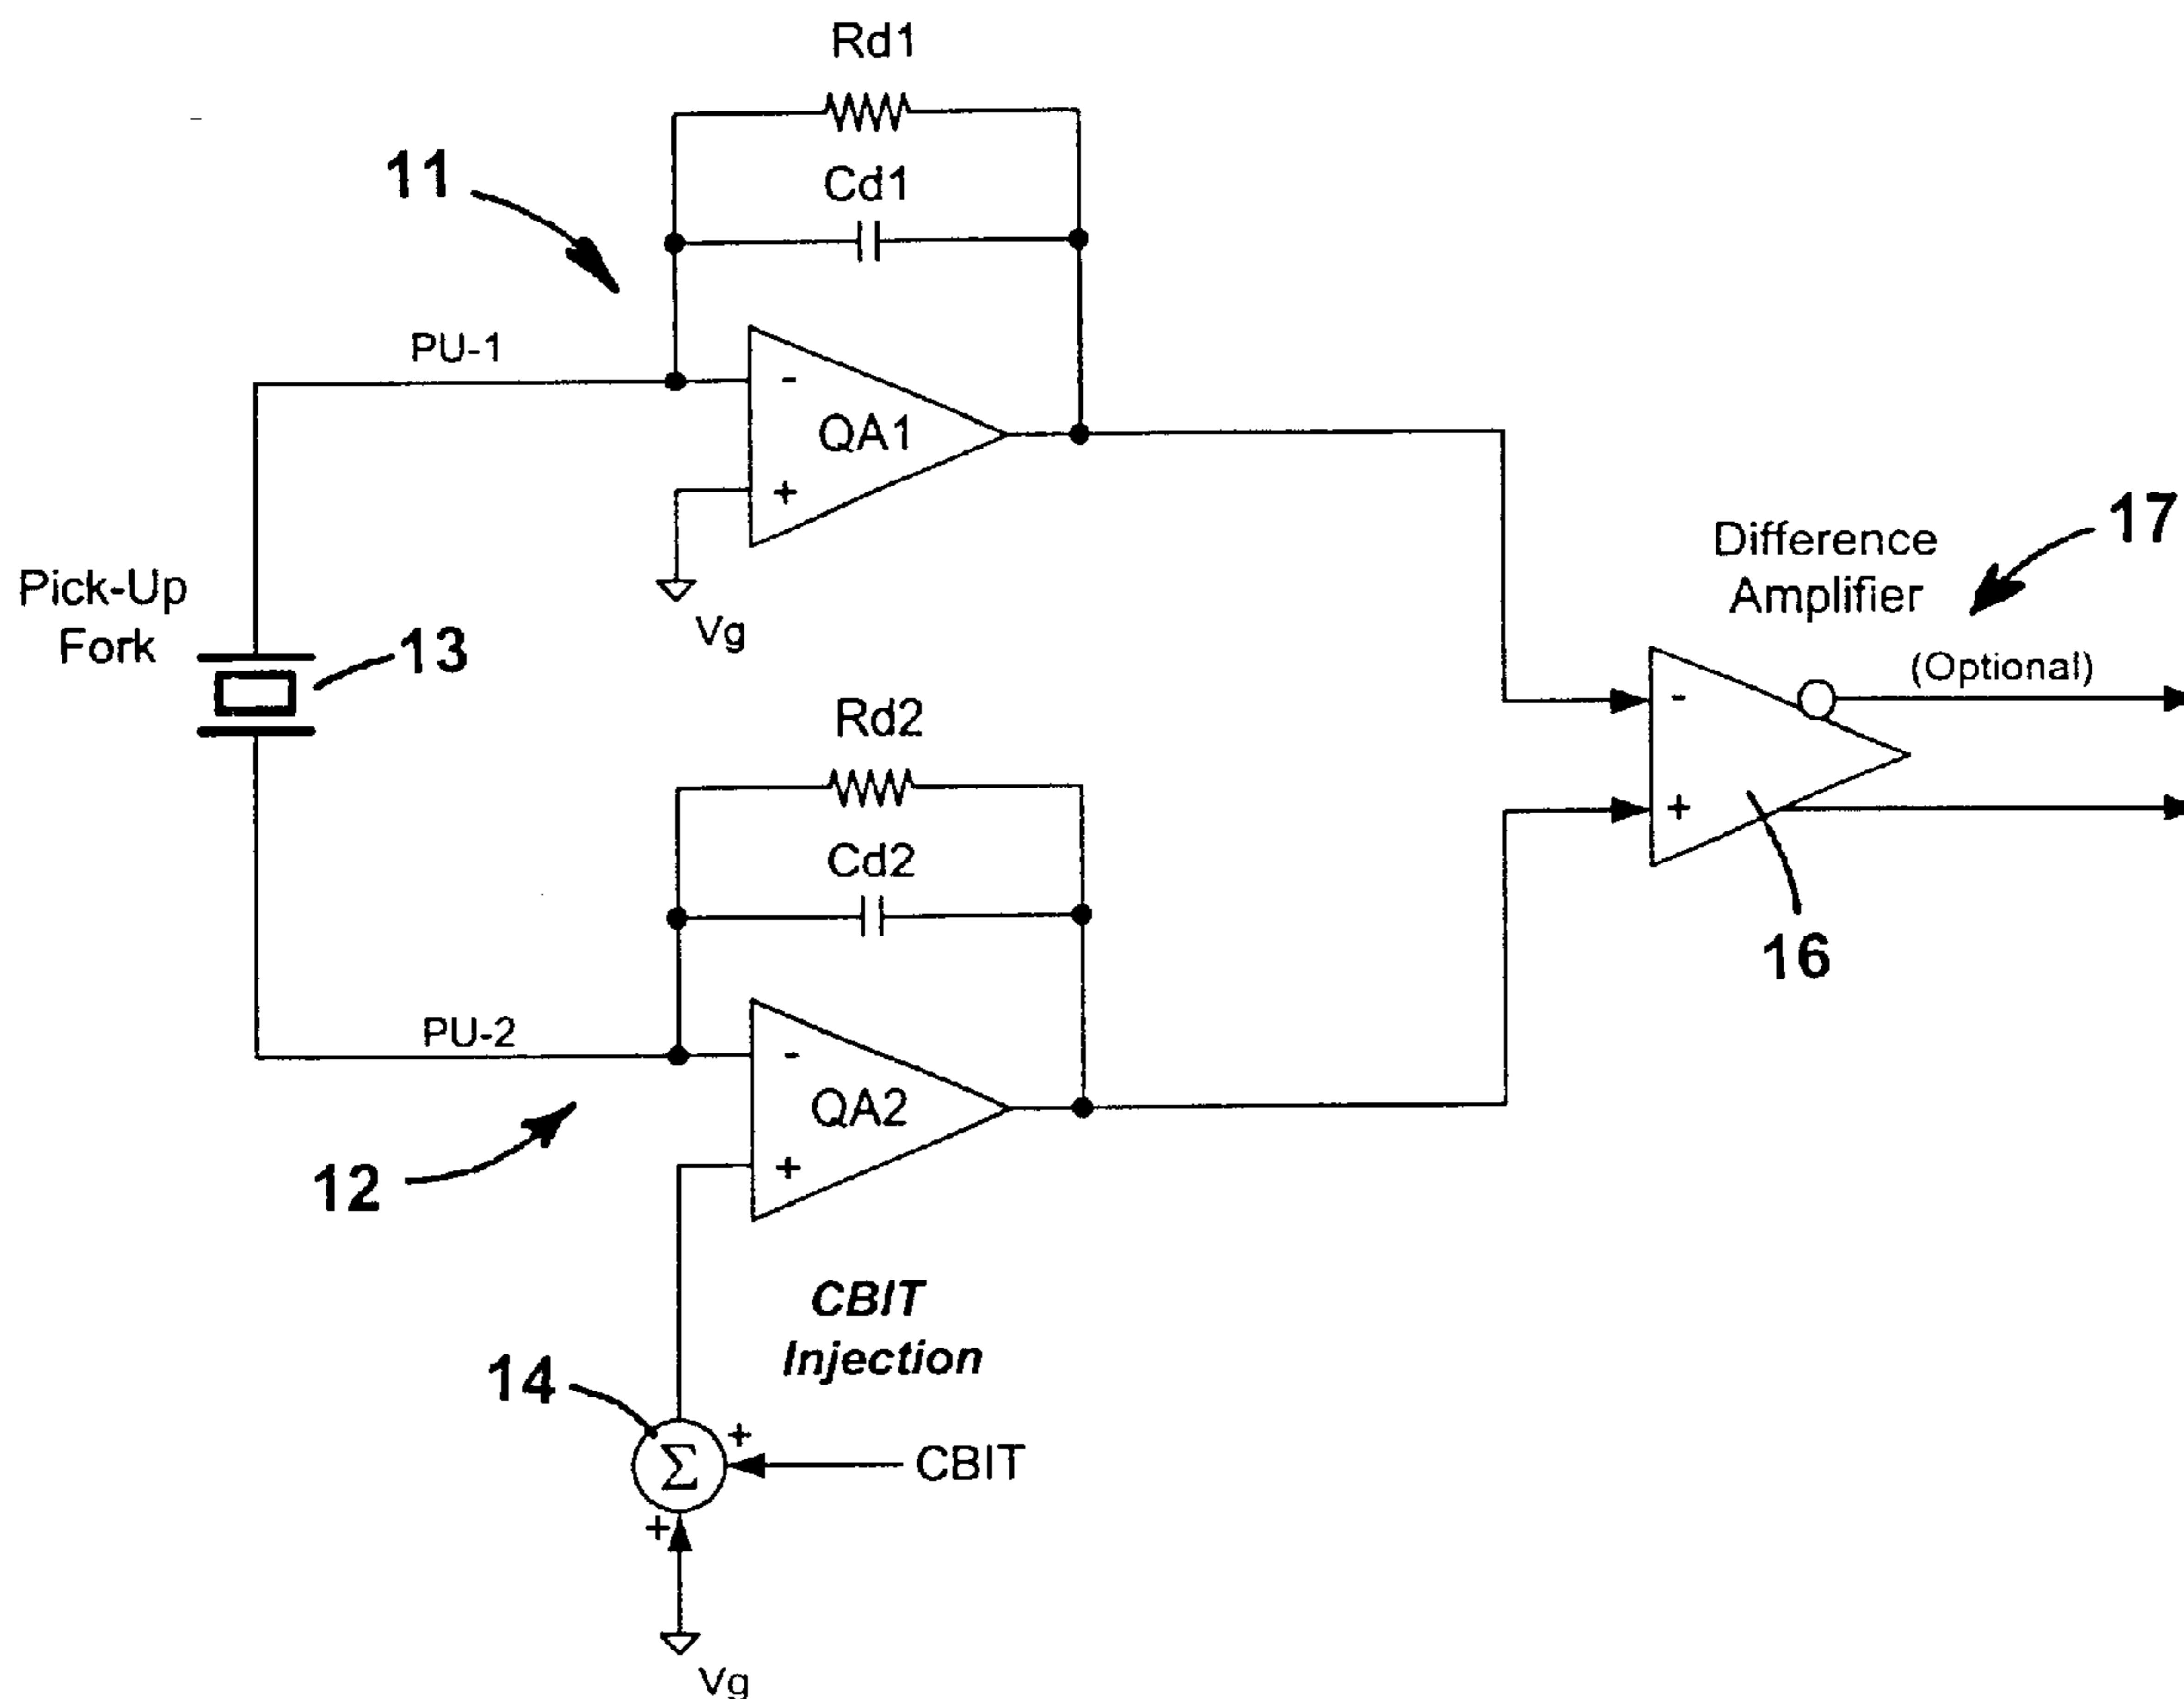 Rd1
11
Cd1
PU-1
-
QA1
+
Vg
Difference
Amplifier
17
(Optional)
-
+
16
Pick-Up
Fork
13
Rd2
Cd2
PU-2
-
QA2
+
12
CBIT
Injection
14
+
Σ
CBIT
+
Vg